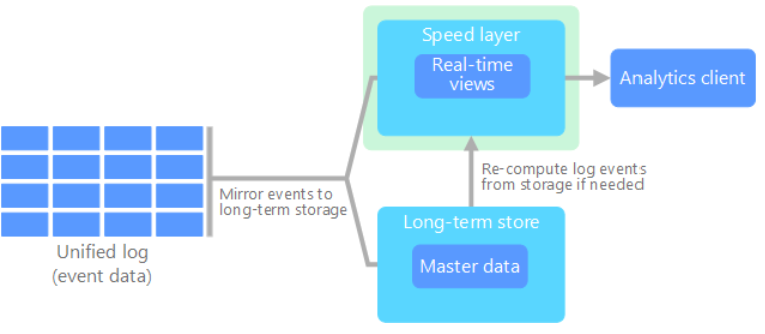 Speed layer
Real-time
views
Analytics client
Re-compute log events
from storage if needed
Mirror events to
long-term storage
Long-term store
Master data
Unified log
(event data)